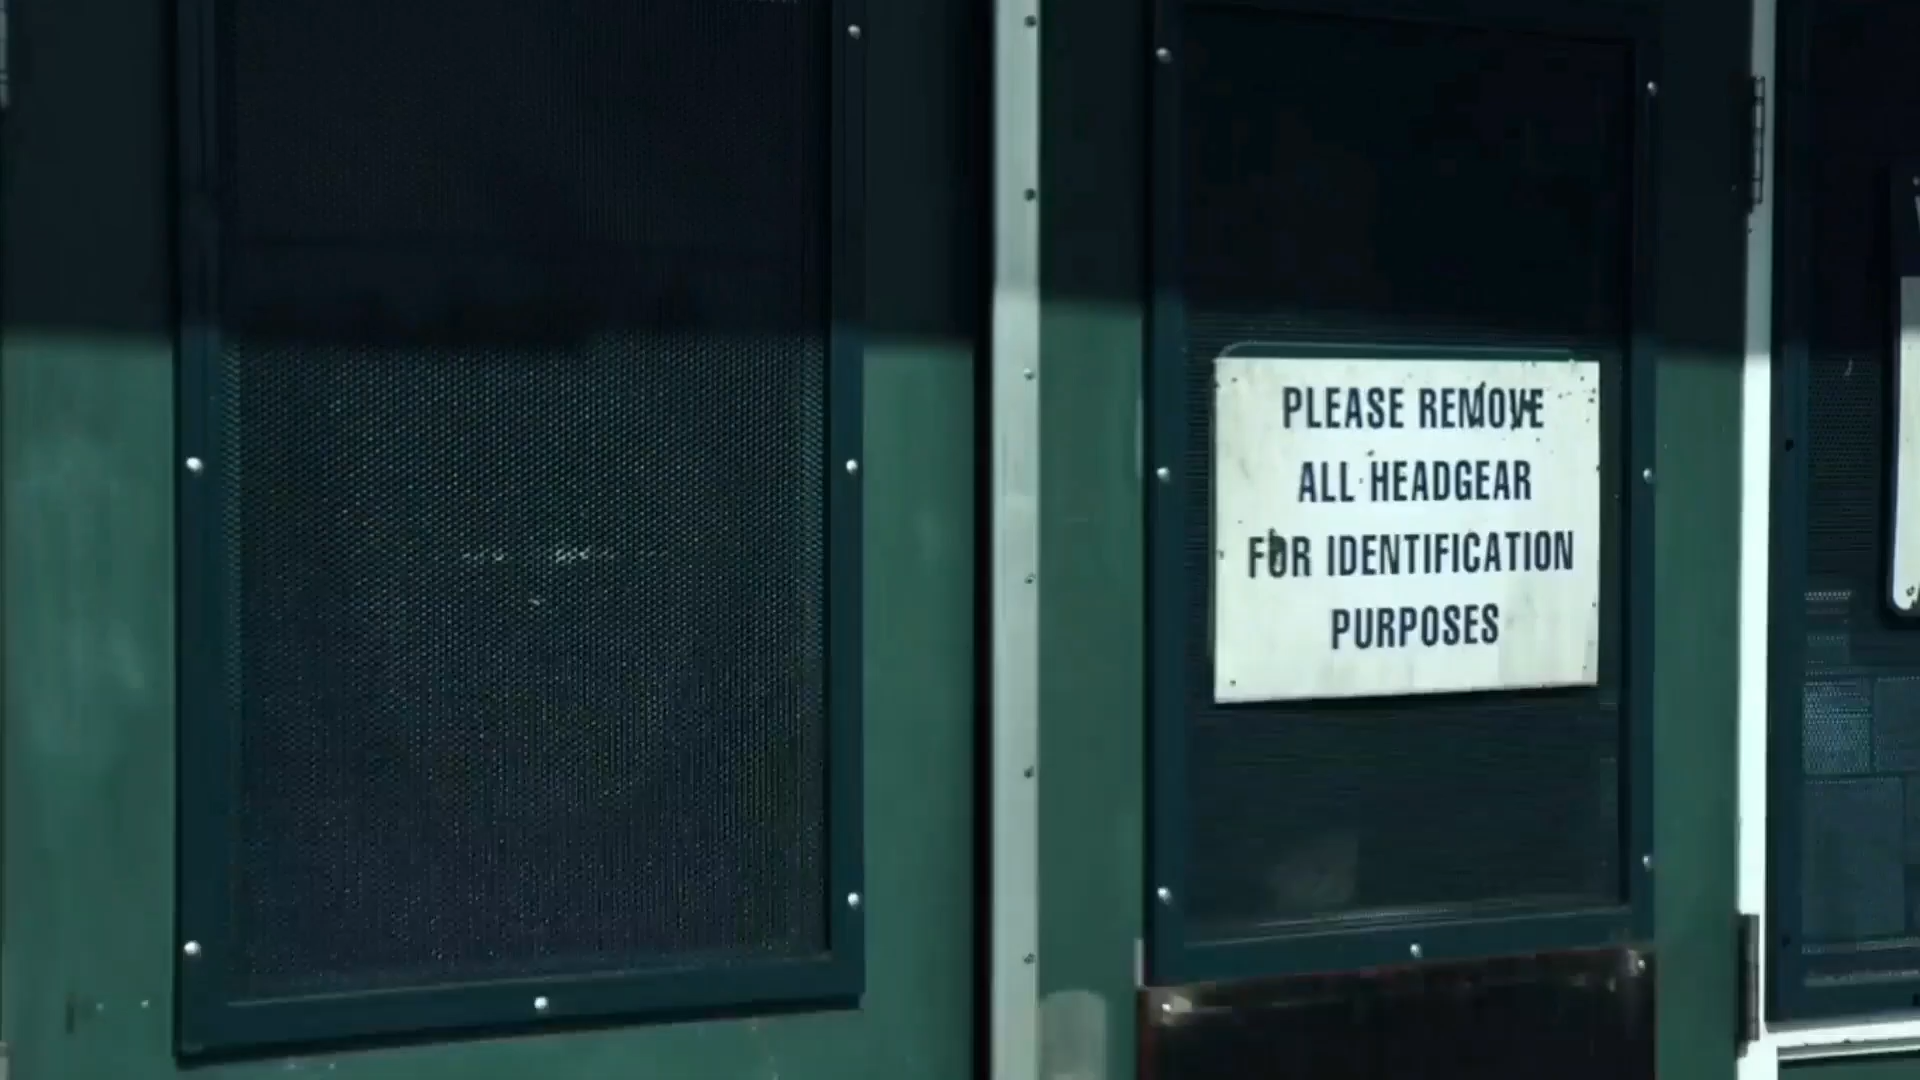 PLEASE REMOVE
ALL HEADGEAR
FOR IDENTIFICATION
PURPOSES